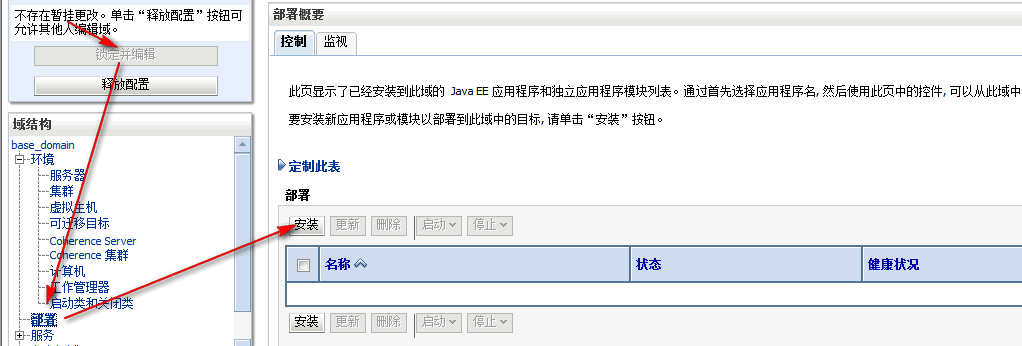 不存在暂挂更改。单击“释放配置”按钮可
允许其他人编辑域。
锁定并编辑
释放配置
域结构
base_domain
环境
服务器
集群
虚拟主机
可迁移目标
Coherence Server
Coherence 集群
计算机
工作管理器
启动类和关闭类
部署
服务
部署概要
控制 监视
此页显示了已经安装到此域的 Java EE 应用程序和独立应用程序模块列表。通过首先选择应用程序名, 然后使用此页中的控件, 可以从此域中
要安装新应用程序或模块以部署到此域中的目标, 请单击“安装”按钮。
定制此表
部署
安装 更新 删除 启动 停止
名称 状态 健康状况
安装 更新 删除 启动 停止